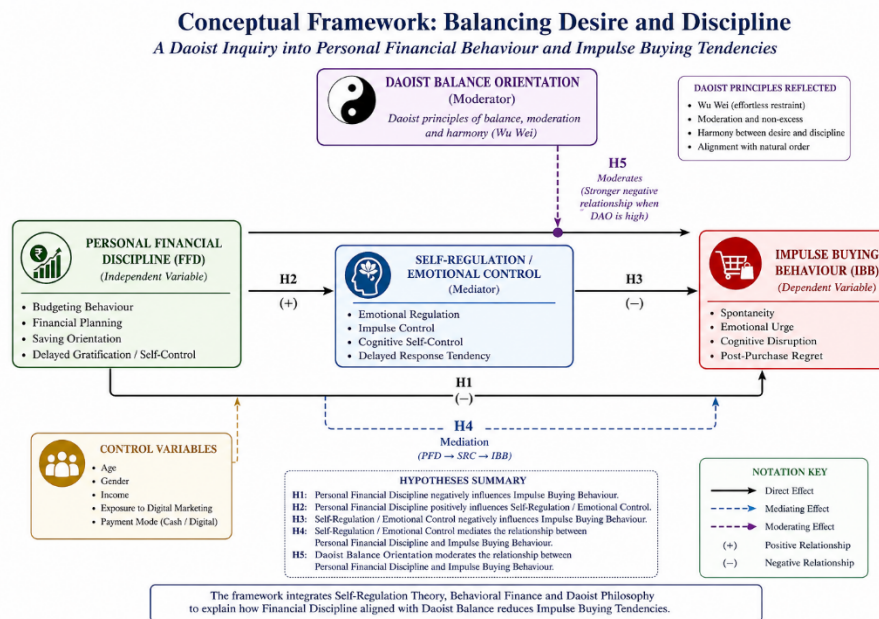 Conceptual Framework: Balancing Desire and Discipline
A Daoist Inquiry into Personal Financial Behaviour and Impulse Buying Tendencies
DAOIST BALANCE ORIENTATION
(Moderator)
Daoist principles of balance, moderation
and harmony (Wu Wei)
DAOIST PRINCIPLES REFLECTED
• Wu Wei (effortless restraint)
• Moderation and non-excess
• Harmony between desire and discipline
• Alignment with natural order
H5
Moderates
(Stronger negative
relationship when
DAO is high)
₹
PERSONAL FINANCIAL
DISCIPLINE (FFD)
(Independent Variable)
• Budgeting Behaviour
• Financial Planning
• Saving Orientation
• Delayed Gratification / Self-Control
H2
(+)
SELF-REGULATION /
EMOTIONAL CONTROL
(Mediator)
• Emotional Regulation
• Impulse Control
• Cognitive Self-Control
• Delayed Response Tendency
H3
(−)
IMPULSE BUYING
BEHAVIOUR (IBB)
(Dependent Variable)
• Spontaneity
• Emotional Urge
• Cognitive Disruption
• Post-Purchase Regret
H1
(−)
H4
Mediation
(PFD → SRC → IBB)
CONTROL VARIABLES
• Age
• Gender
• Income
• Exposure to Digital Marketing
• Payment Mode (Cash / Digital)
HYPOTHESES SUMMARY
H1: Personal Financial Discipline negatively influences Impulse Buying Behaviour.
H2: Personal Financial Discipline positively influences Self-Regulation / Emotional Control.
H3: Self-Regulation / Emotional Control negatively influences Impulse Buying Behaviour.
H4: Self-Regulation / Emotional Control mediates the relationship between
Personal Financial Discipline and Impulse Buying Behaviour.
H5: Daoist Balance Orientation moderates the relationship between
Personal Financial Discipline and Impulse Buying Behaviour.
NOTATION KEY
Direct Effect
Mediating Effect
Moderating Effect
(+) Positive Relationship
(−) Negative Relationship
The framework integrates Self-Regulation Theory, Behavioral Finance and Daoist Philosophy
to explain how Financial Discipline aligned with Daoist Balance reduces Impulse Buying Tendencies.